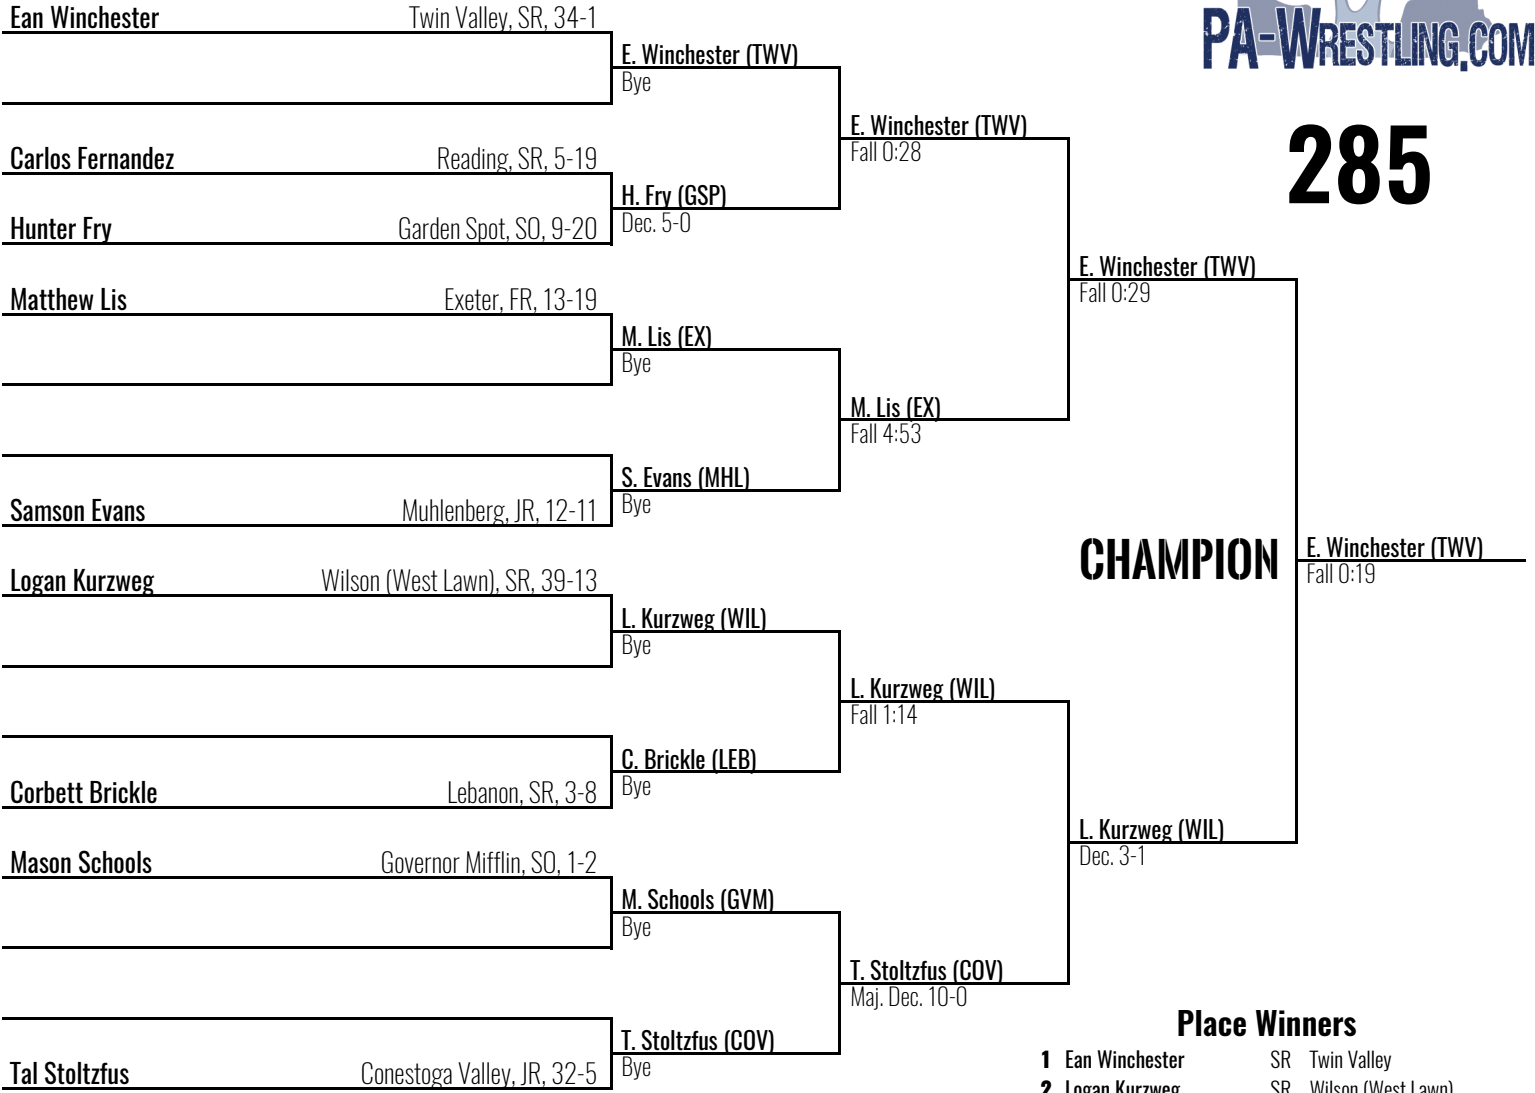 Ean Winchester Twin Valley, SR, 34-1
E. Winchester (TWV)
Bye
Carlos Fernandez Reading, SR, 5-19
H. Fry (GSP)
Dec. 5-0
Hunter Fry Garden Spot, SO, 9-20
E. Winchester (TWV)
Fall 0:28
Matthew Lis Exeter, FR, 13-19
M. Lis (EX)
Bye
Samson Evans Muhlenberg, JR, 12-11
S. Evans (MHL)
Bye
M. Lis (EX)
Fall 4:53
E. Winchester (TWV)
Fall 0:29
Logan Kurzweg Wilson (West Lawn), SR, 39-13
L. Kurzweg (WIL)
Bye
Corbett Brickle Lebanon, SR, 3-8
C. Brickle (LEB)
Bye
L. Kurzweg (WIL)
Fall 1:14
Mason Schools Governor Mifflin, SO, 1-2
M. Schools (GVM)
Bye
Tal Stoltzfus Conestoga Valley, JR, 32-5
T. Stoltzfus (COV)
Bye
T. Stoltzfus (COV)
Maj. Dec. 10-0
L. Kurzweg (WIL)
Dec. 3-1
CHAMPION
E. Winchester (TWV)
Fall 0:19
PA-WRESTLING.COM
285
Place Winners
1 Ean Winchester SR Twin Valley
2 Logan Kurzweg SR Wilson (West Lawn)